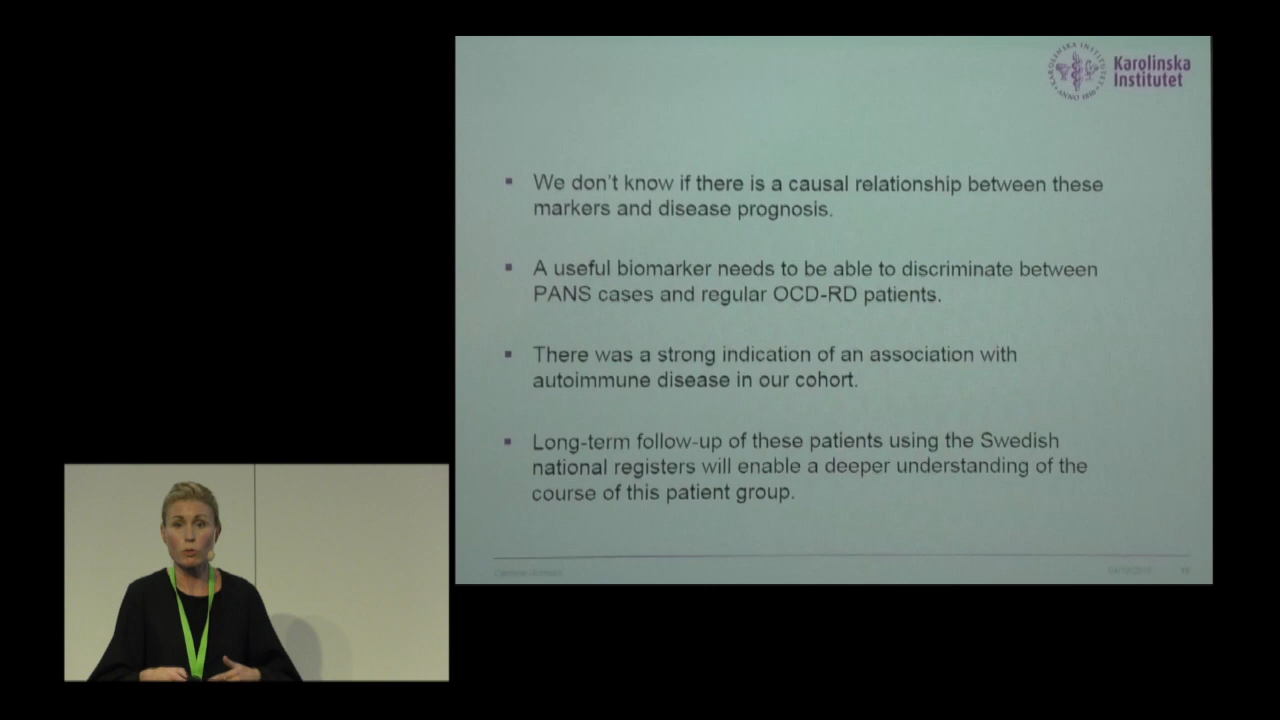 Karolinska
Institutet
We don't know if there is a causal relationship between these
markers and disease prognosis.
A useful biomarker needs to be able to discriminate between
PANS cases and regular OCD-RD patients.
There was a strong indication of an association with
autoimmune disease in our cohort.
Long-term follow-up of these patients using the Swedish
national registers will enable a deeper understanding of the
course of this patient group.